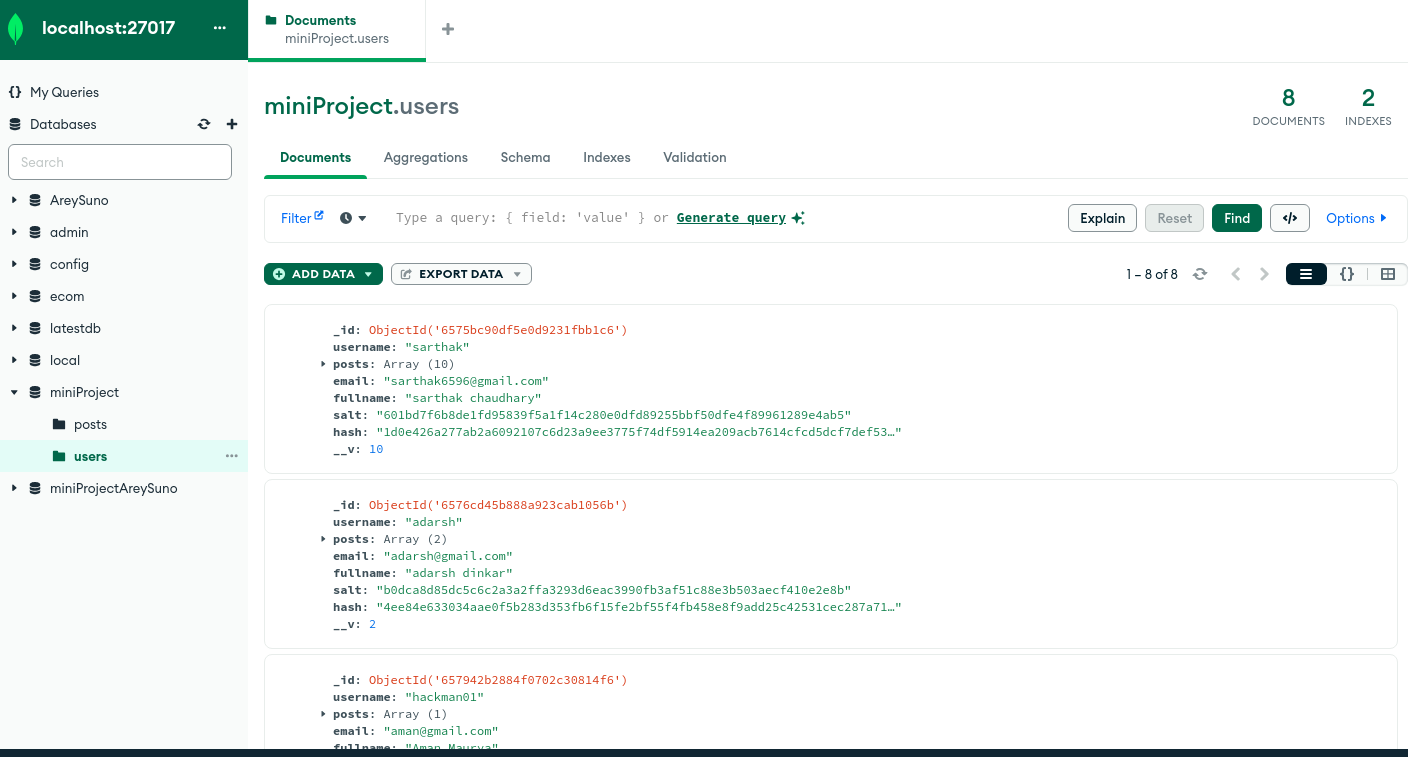 localhost:27017
Documents
miniProject.users
My Queries
Databases
Search
AreySuno
admin
config
ecom
latestdb
local
miniProject
posts
users
miniProjectAreySuno
miniProject.users
8
DOCUMENTS
2
INDEXES
Documents Aggregations Schema Indexes Validation
Filter Type a query: { field: 'value' } or Generate query Explain Reset Find </> Options
ADD DATA EXPORT DATA 1 – 8 of 8 {}
_id: ObjectId('6575bc90df5e0d9231fbb1c6')
username: "sarthak"
posts: Array (10)
email: "sarthak6596@gmail.com"
fullname: "sarthak chaudhary"
salt: "601bd7f6b8de1fd95839f5a1f14c280e0dfd89255bbf50dfe4f89961289e4ab5"
hash: "1d0e426a277ab2a6092107c6d23a9ee3775f74df5914ea209acb7614cfcd5dcf7def53…"
__v: 10
_id: ObjectId('6576cd45b888a923cab1056b')
username: "adarsh"
posts: Array (2)
email: "adarsh@gmail.com"
fullname: "adarsh dinkar"
salt: "b0dca8d85dc5c6c2a3a2ffa3293d6eac3990fb3af51c88e3b503aecf410e2e8b"
hash: "4ee84e633034aae0f5b283d353fb6f15fe2bf55f4fb458e8f9add25c42531cec287a71…"
__v: 2
_id: ObjectId('657942b2884f0702c30814f6')
username: "hackman01"
posts: Array (1)
email: "aman@gmail.com"
fullname: "Aman Maurya"